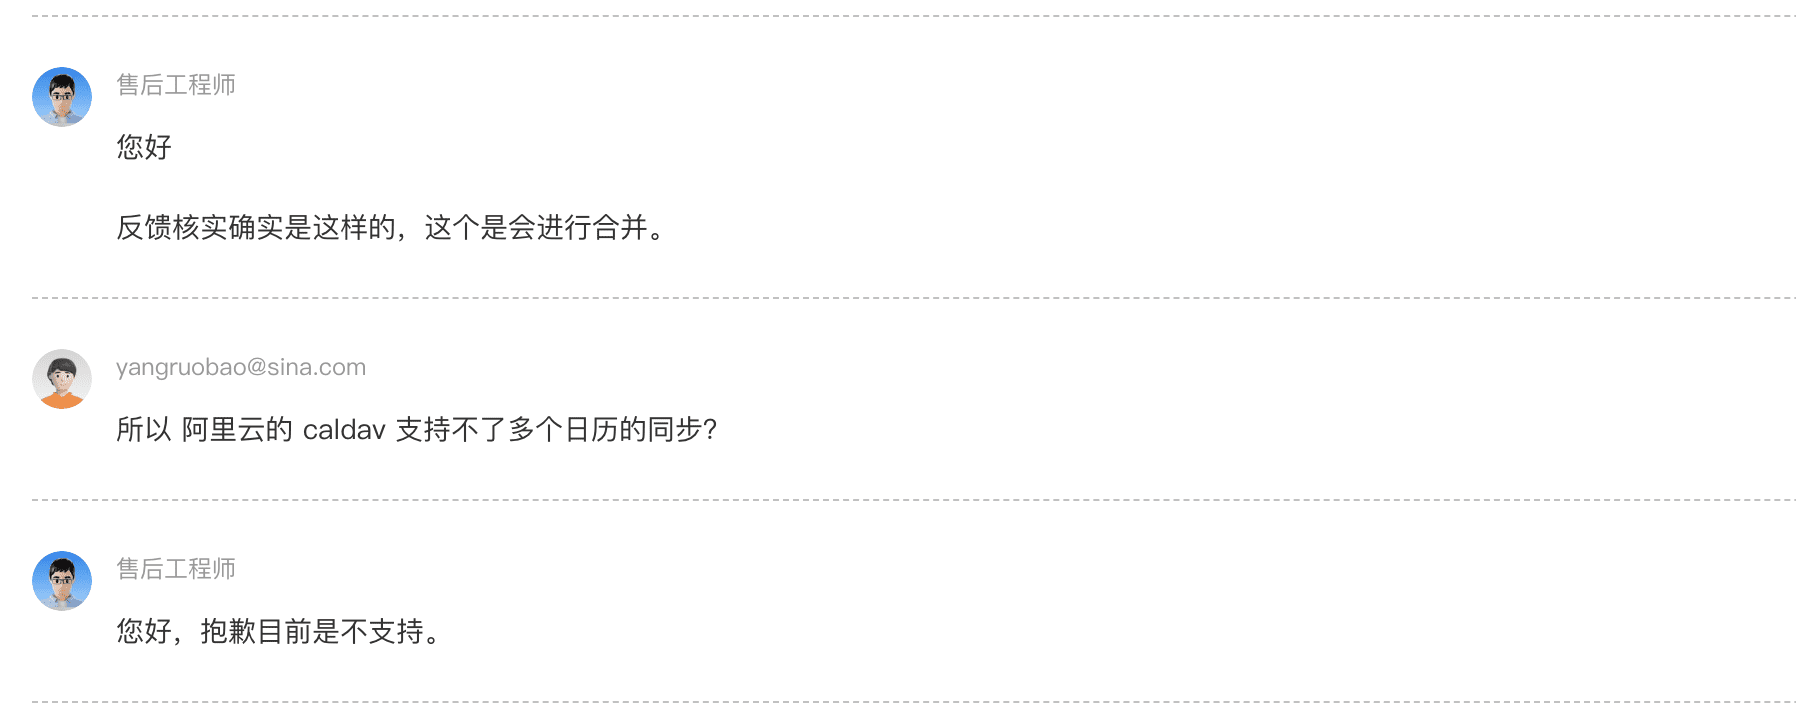 售后工程师
您好
反馈核实确实是这样的，这个是会进行合并。
yangruobao@sina.com
所以 阿里云的 caldav 支持不了多个日历的同步？
售后工程师
您好，抱歉目前是不支持。